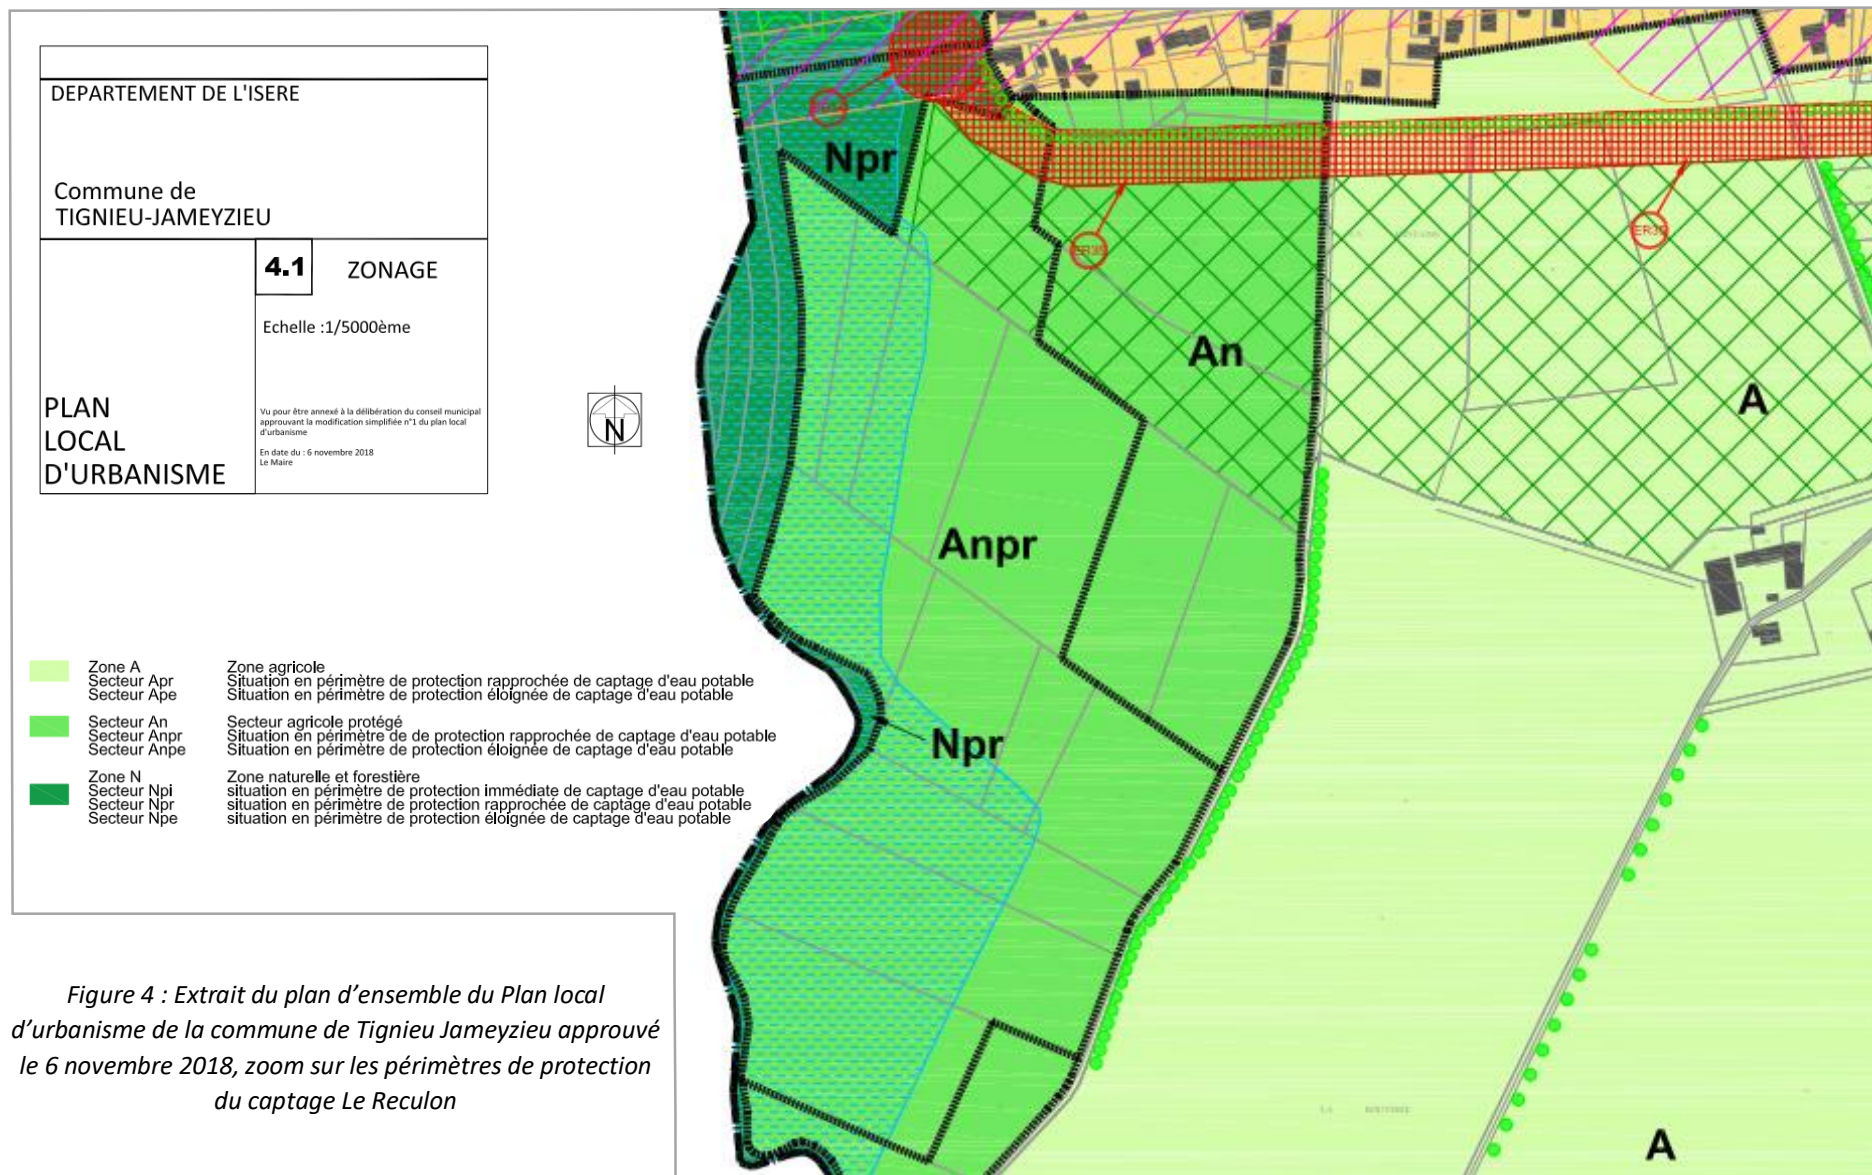 DEPARTEMENT DE L'ISERE
Commune de
TIGNIEU-JAMEYZIEU
4.1
ZONAGE
Echelle :1/5000ème
PLAN
LOCAL
D'URBANISME
Vu pour être annexé à la délibération du conseil municipal
approuvant la modification simplifiée n°1 du plan local
d'urbanisme
En date du : 6 novembre 2018
Le Maire
N
Zone A Zone agricole
Secteur Apr Situation en périmètre de protection rapprochée de captage d'eau potable
Secteur Ape Situation en périmètre de protection éloignée de captage d'eau potable
Secteur An Secteur agricole protégé
Secteur Anpr Situation en périmètre de de protection rapprochée de captage d'eau potable
Secteur Anpe Situation en périmètre de protection éloignée de captage d'eau potable
Zone N Zone naturelle et forestière
Secteur Npi situation en périmètre de protection immédiate de captage d'eau potable
Secteur Npr situation en périmètre de protection rapprochée de captage d'eau potable
Secteur Npe situation en périmètre de protection éloignée de captage d'eau potable
Figure 4 : Extrait du plan d'ensemble du Plan local
d'urbanisme de la commune de Tignieu Jameyzieu approuvé
le 6 novembre 2018, zoom sur les périmètres de protection
du captage Le Reculon
Npr
ER35
ER35
An
A
Anpr
Npr
A